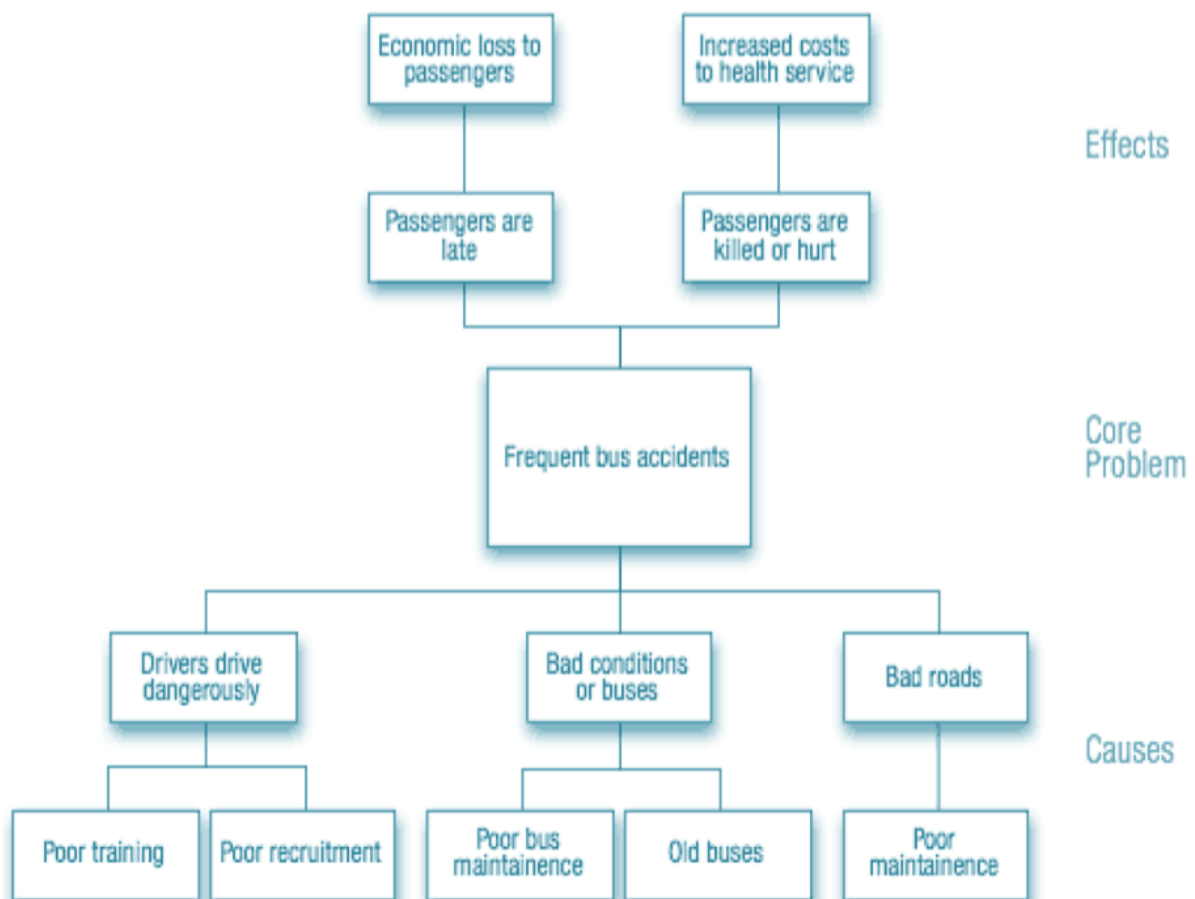 Economic loss to
passengers
Increased costs
to health service
Effects
Passengers are
late
Passengers are
killed or hurt
Frequent bus accidents
Core
Problem
Drivers drive
dangerously
Bad conditions
or buses
Bad roads
Causes
Poor training
Poor recruitment
Poor bus
maintainence
Old buses
Poor
maintainence